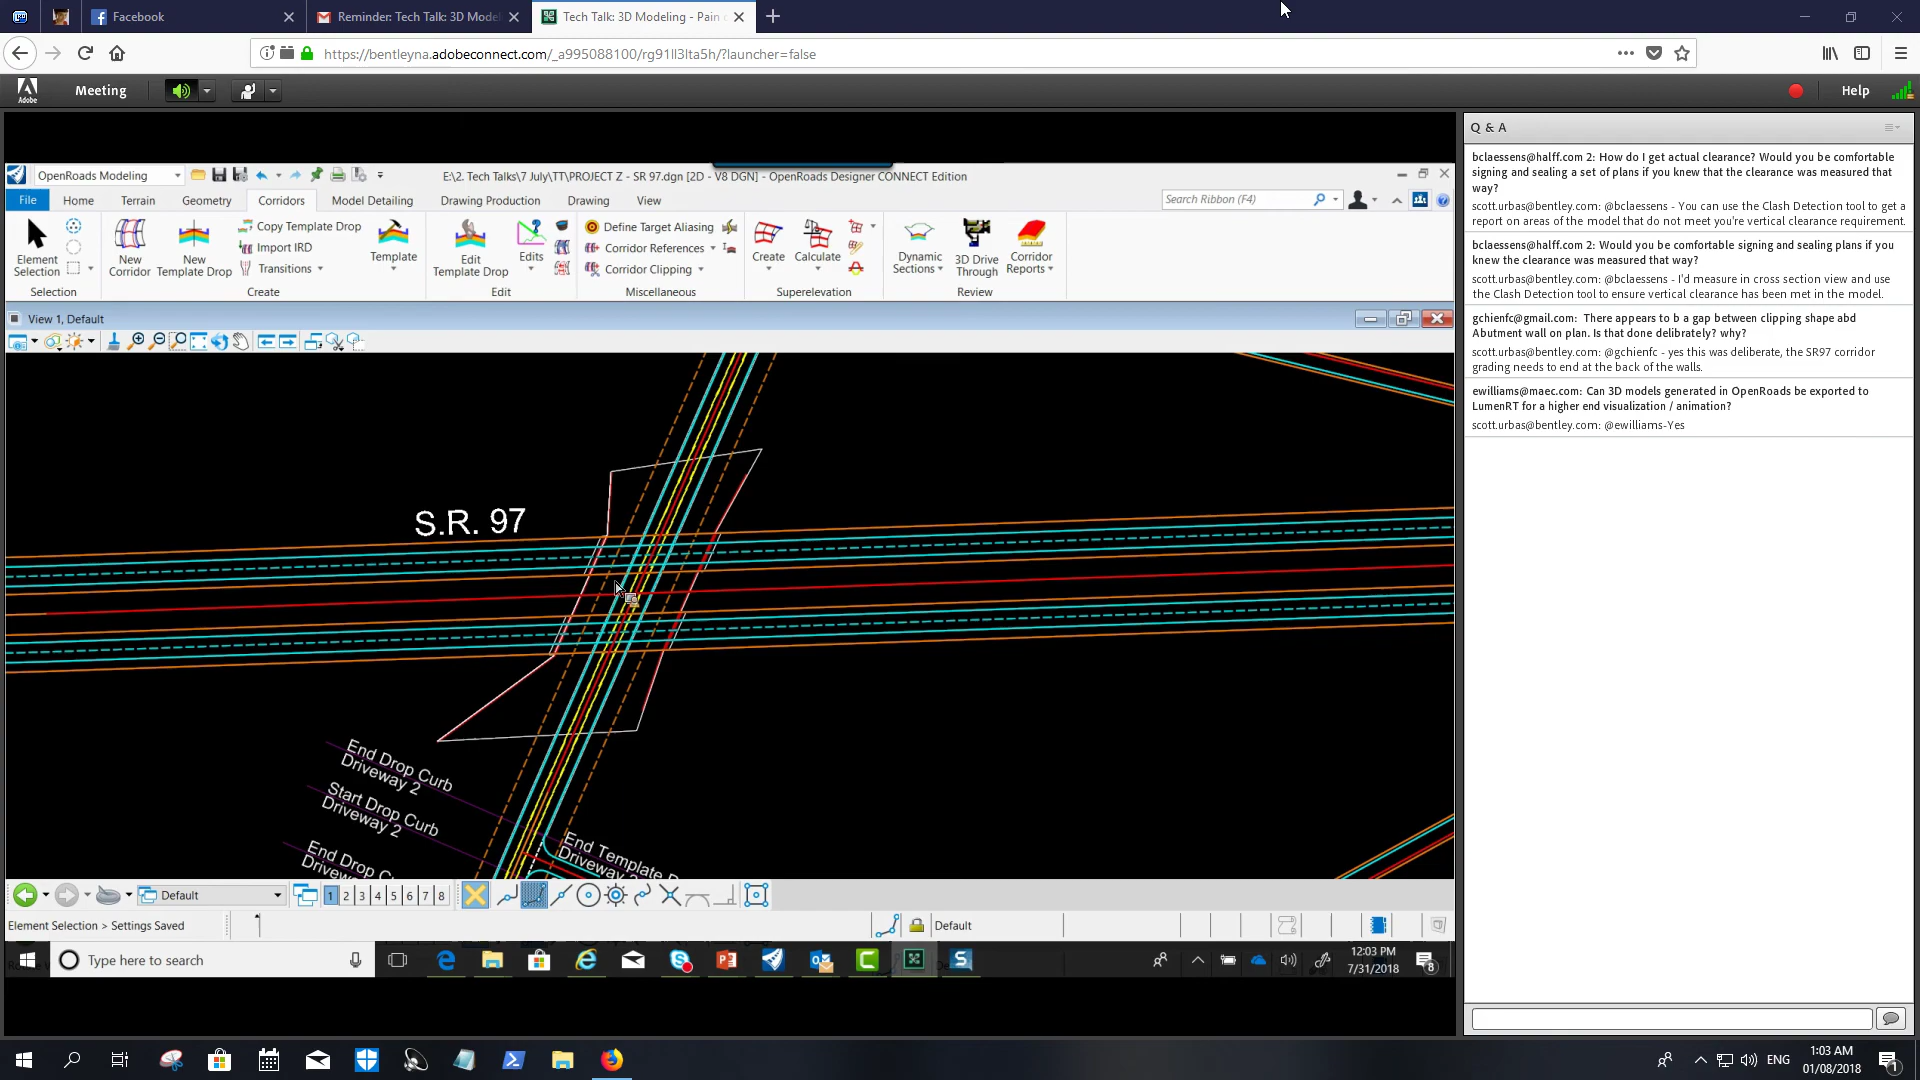 Facebook
Reminder: Tech Talk: 3D Mode
Tech Talk: 3D Modeling - Pain
https://bentleyna.adobeconnect.com/_a995088100/rg91ll3lta5h/?launcher=false
Adobe
Meeting
Help
OpenRoads Modeling
E:\2. Tech Talks\7 July\TT\PROJECT Z - SR 97.dgn [2D - V8 DGN] - OpenRoads Designer CONNECT Edition
File
Home
Terrain
Geometry
Corridors
Model Detailing
Drawing Production
Drawing
View
Search Ribbon (F4)
Element
Selection
New
Corridor
New
Template Drop
Copy Template Drop
Import IRD
Transitions
Template
Edit
Template Drop
Edits
Define Target Aliasing
Corridor References
Corridor Clipping
Create
Calculate
Dynamic
Sections
3D Drive
Through
Corridor
Reports
Selection
Create
Edit
Miscellaneous
Superelevation
Review
View 1, Default
S.R. 97
End Drop Curb
Driveway 2
Start Drop Curb
Driveway 2
End Drop
End Template
Driveway
Default
1 2 3 4 5 6 7 8
Element Selection > Settings Saved
Default
Type here to search
12:03 PM
7/31/2018
8
Q & A
bclaessens@halff.com 2: How do I get actual clearance? Would you be comfortable
signing and sealing a set of plans if you knew that the clearance was measured that
way?
scott.urbas@bentley.com: @bclaessens - You can use the Clash Detection tool to get a
report on areas of the model that do not meet you're vertical clearance requirement.
bclaessens@halff.com 2: Would you be comfortable signing and sealing plans if you
knew the clearance was measured that way?
scott.urbas@bentley.com: @bclaessens - I'd measure in cross section view and use
the Clash Detection tool to ensure vertical clearance has been met in the model.
gchienfc@gmail.com: There appears to b a gap between clipping shape abd
Abutment wall on plan. Is that done delibrately? why?
scott.urbas@bentley.com: @gchienfc - yes this was deliberate, the SR97 corridor
grading needs to end at the back of the walls.
ewilliams@maec.com: Can 3D models generated in OpenRoads be exported to
LumenRT for a higher end visualization / animation?
scott.urbas@bentley.com: @ewilliams-Yes
ENG
1:03 AM
01/08/2018
1